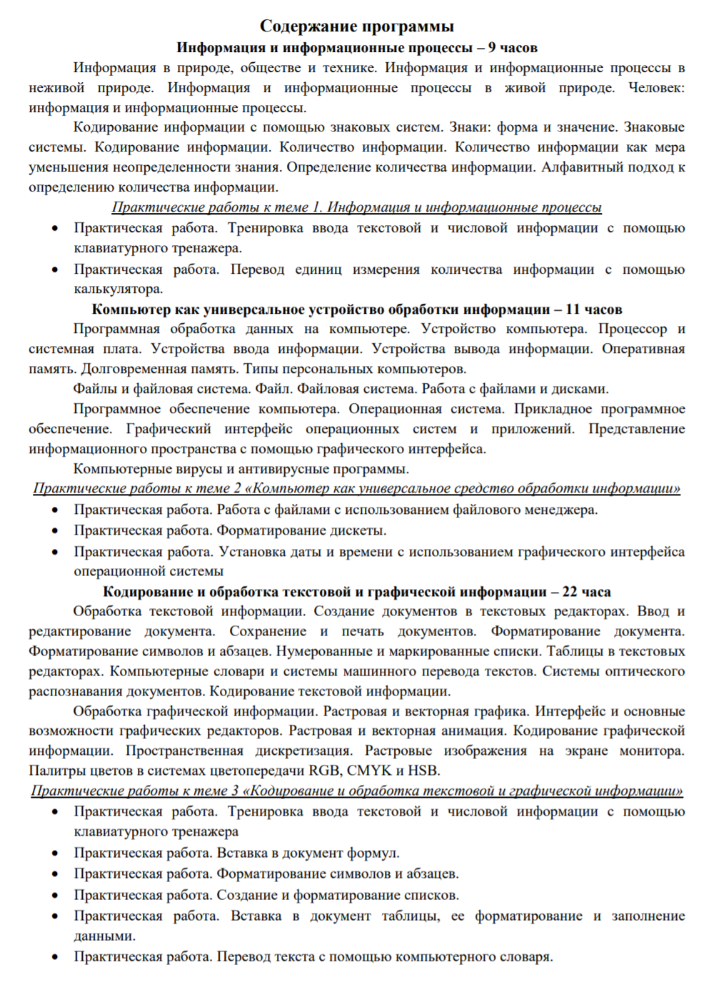 Содержание программы
Информация и информационные процессы – 9 часов
Информация в природе, обществе и технике. Информация и информационные процессы в
неживой природе. Информация и информационные процессы в живой природе. Человек:
информация и информационные процессы.
Кодирование информации с помощью знаковых систем. Знаки: форма и значение. Знаковые
системы. Кодирование информации. Количество информации. Количество информации как мера
уменьшения неопределенности знания. Определение количества информации. Алфавитный подход к
определению количества информации.
Практические работы к теме 1. Информация и информационные процессы
• Практическая работа. Тренировка ввода текстовой и числовой информации с помощью
клавиатурного тренажера.
• Практическая работа. Перевод единиц измерения количества информации с помощью
калькулятора.
Компьютер как универсальное устройство обработки информации – 11 часов
Программная обработка данных на компьютере. Устройство компьютера. Процессор и
системная плата. Устройства ввода информации. Устройства вывода информации. Оперативная
память. Долговременная память. Типы персональных компьютеров.
Файлы и файловая система. Файл. Файловая система. Работа с файлами и дисками.
Программное обеспечение компьютера. Операционная система. Прикладное программное
обеспечение. Графический интерфейс операционных систем и приложений. Представление
информационного пространства с помощью графического интерфейса.
Компьютерные вирусы и антивирусные программы.
Практические работы к теме 2 «Компьютер как универсальное средство обработки информации»
• Практическая работа. Работа с файлами с использованием файлового менеджера.
• Практическая работа. Форматирование дискеты.
• Практическая работа. Установка даты и времени с использованием графического интерфейса
операционной системы
Кодирование и обработка текстовой и графической информации – 22 часа
Обработка текстовой информации. Создание документов в текстовых редакторах. Ввод и
редактирование документа. Сохранение и печать документов. Форматирование документа.
Форматирование символов и абзацев. Нумерованные и маркированные списки. Таблицы в текстовых
редакторах. Компьютерные словари и системы машинного перевода текстов. Системы оптического
распознавания документов. Кодирование текстовой информации.
Обработка графической информации. Растровая и векторная графика. Интерфейс и основные
возможности графических редакторов. Растровая и векторная анимация. Кодирование графической
информации. Пространственная дискретизация. Растровые изображения на экране монитора.
Палитры цветов в системах цветопередачи RGB, CMYK и HSB.
Практические работы к теме 3 «Кодирование и обработка текстовой и графической информации»
• Практическая работа. Тренировка ввода текстовой и числовой информации с помощью
клавиатурного тренажера
• Практическая работа. Вставка в документ формул.
• Практическая работа. Форматирование символов и абзацев.
• Практическая работа. Создание и форматирование списков.
• Практическая работа. Вставка в документ таблицы, ее форматирование и заполнение
данными.
• Практическая работа. Перевод текста с помощью компьютерного словаря.